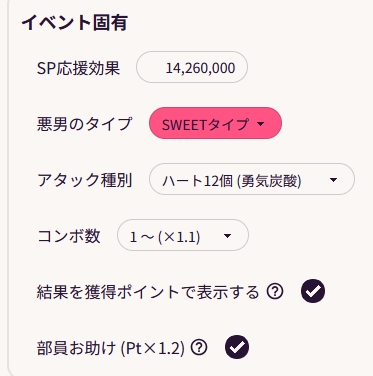 イベント固有
SP応援効果 14,260,000
悪男のタイプ SWEETタイプ
アタック種別 ハート12個 (勇気炭酸)
コンボ数 1 ～ (×1.1)
結果を獲得ポイントで表示する ?
部員お助け (Pt×1.2) ?